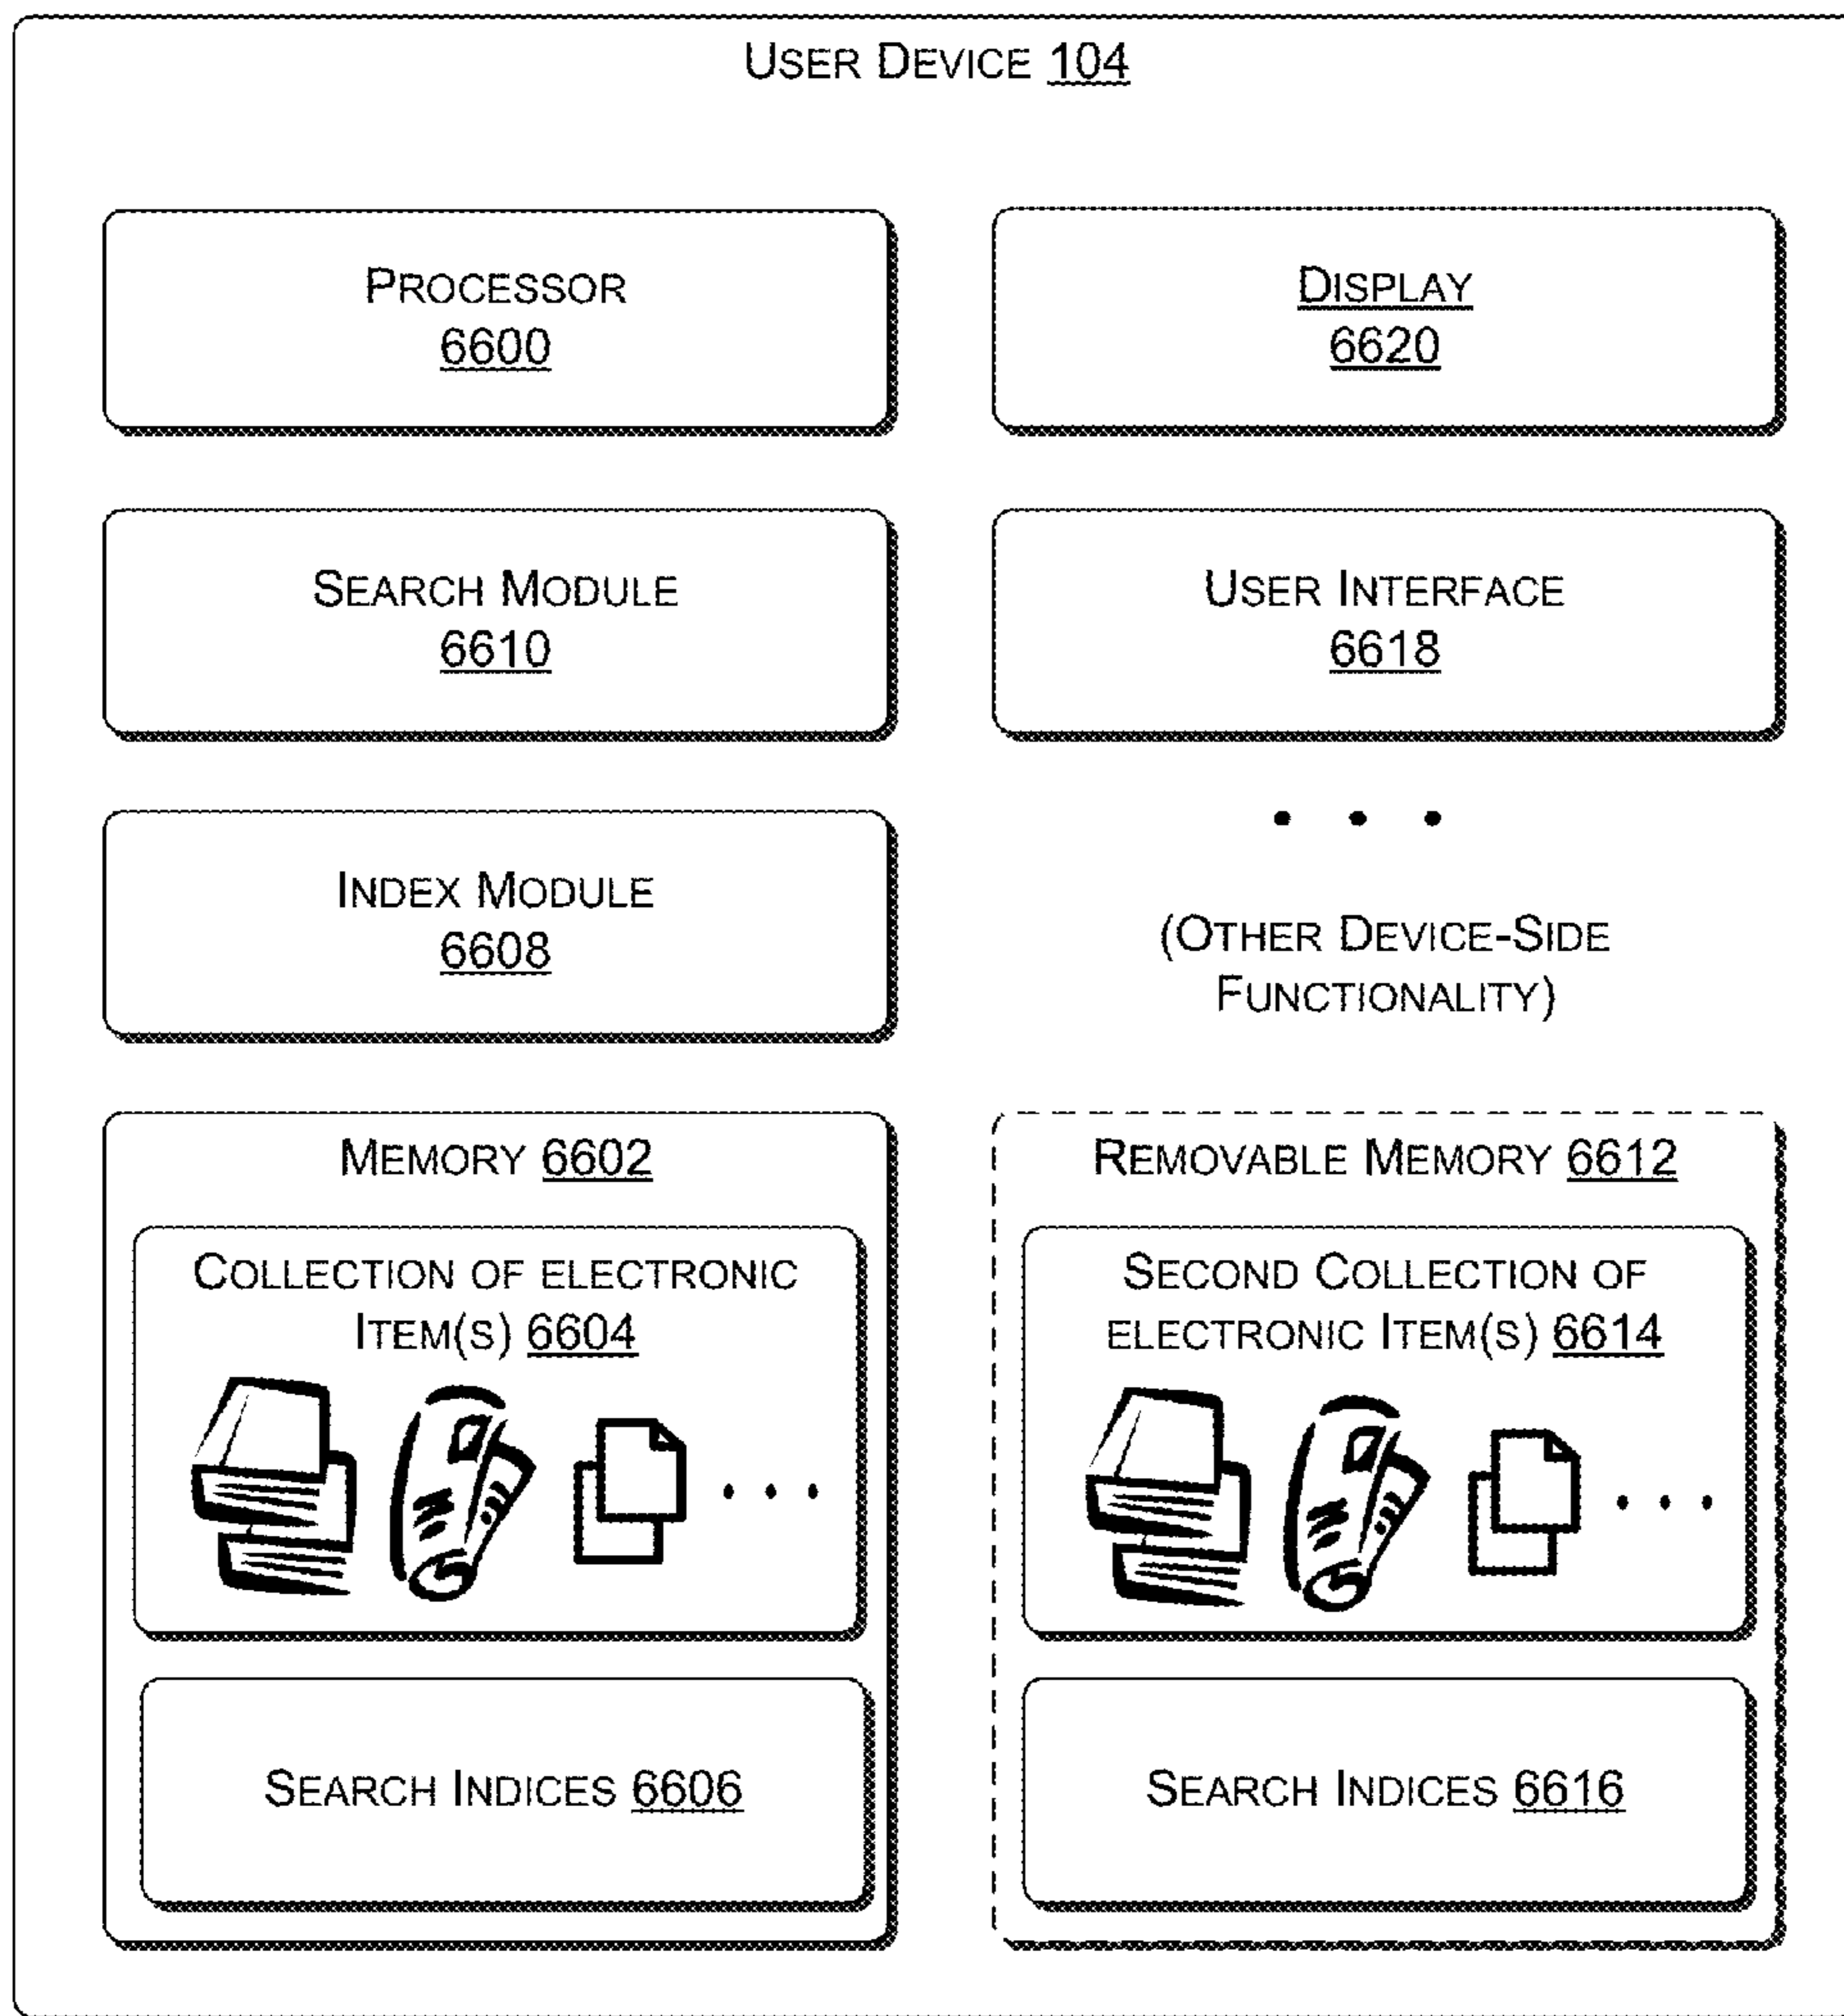 USER DEVICE 104
PROCESSOR
6600
DISPLAY
6620
SEARCH MODULE
6610
USER INTERFACE
6618
INDEX MODULE
6608
• • •
(OTHER DEVICE-SIDE
FUNCTIONALITY)
MEMORY 6602
COLLECTION OF ELECTRONIC
ITEM(S) 6604
. . .
SEARCH INDICES 6606
REMOVABLE MEMORY 6612
SECOND COLLECTION OF
ELECTRONIC ITEM(S) 6614
. . .
SEARCH INDICES 6616